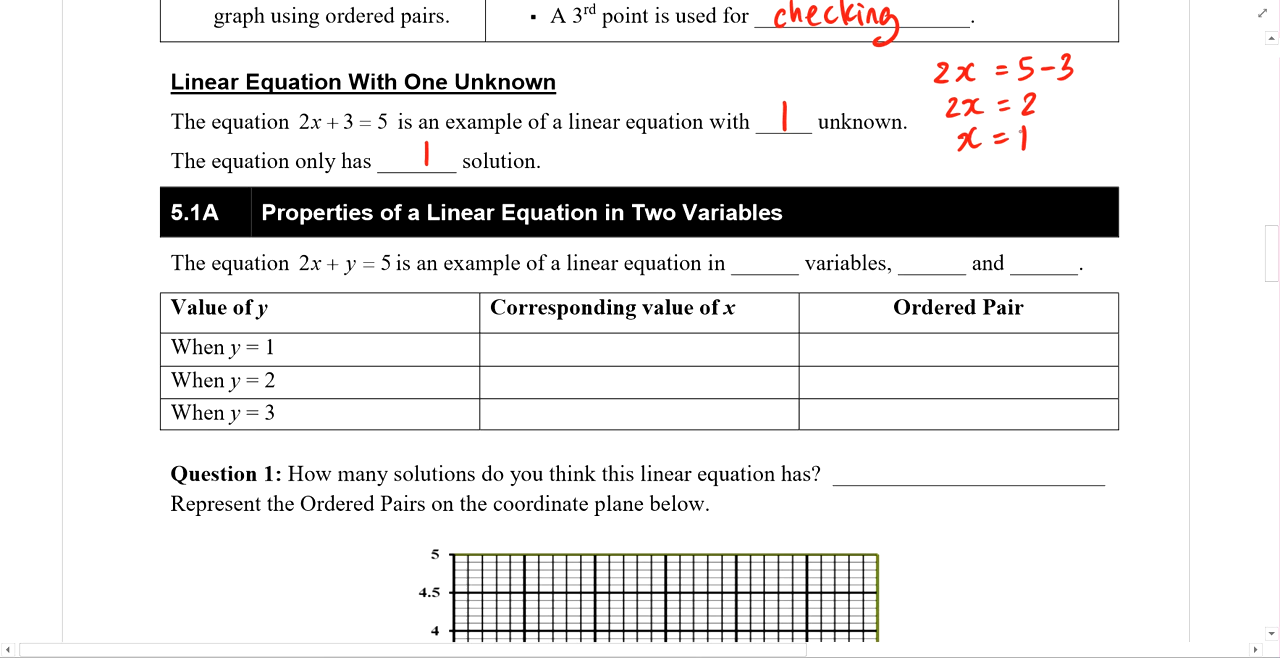 graph using ordered pairs.
▪ A 3rd point is used for checking.
Linear Equation With One Unknown
2x = 5-3
The equation 2x + 3 = 5 is an example of a linear equation with 1 unknown.
2x = 2
x = 1
The equation only has 1 solution.
5.1A Properties of a Linear Equation in Two Variables
The equation 2x + y = 5 is an example of a linear equation in ______ variables, ______ and ______.
Value of y Corresponding value of x Ordered Pair
When y = 1
When y = 2
When y = 3
Question 1: How many solutions do you think this linear equation has? ______
Represent the Ordered Pairs on the coordinate plane below.
5
4.5
4